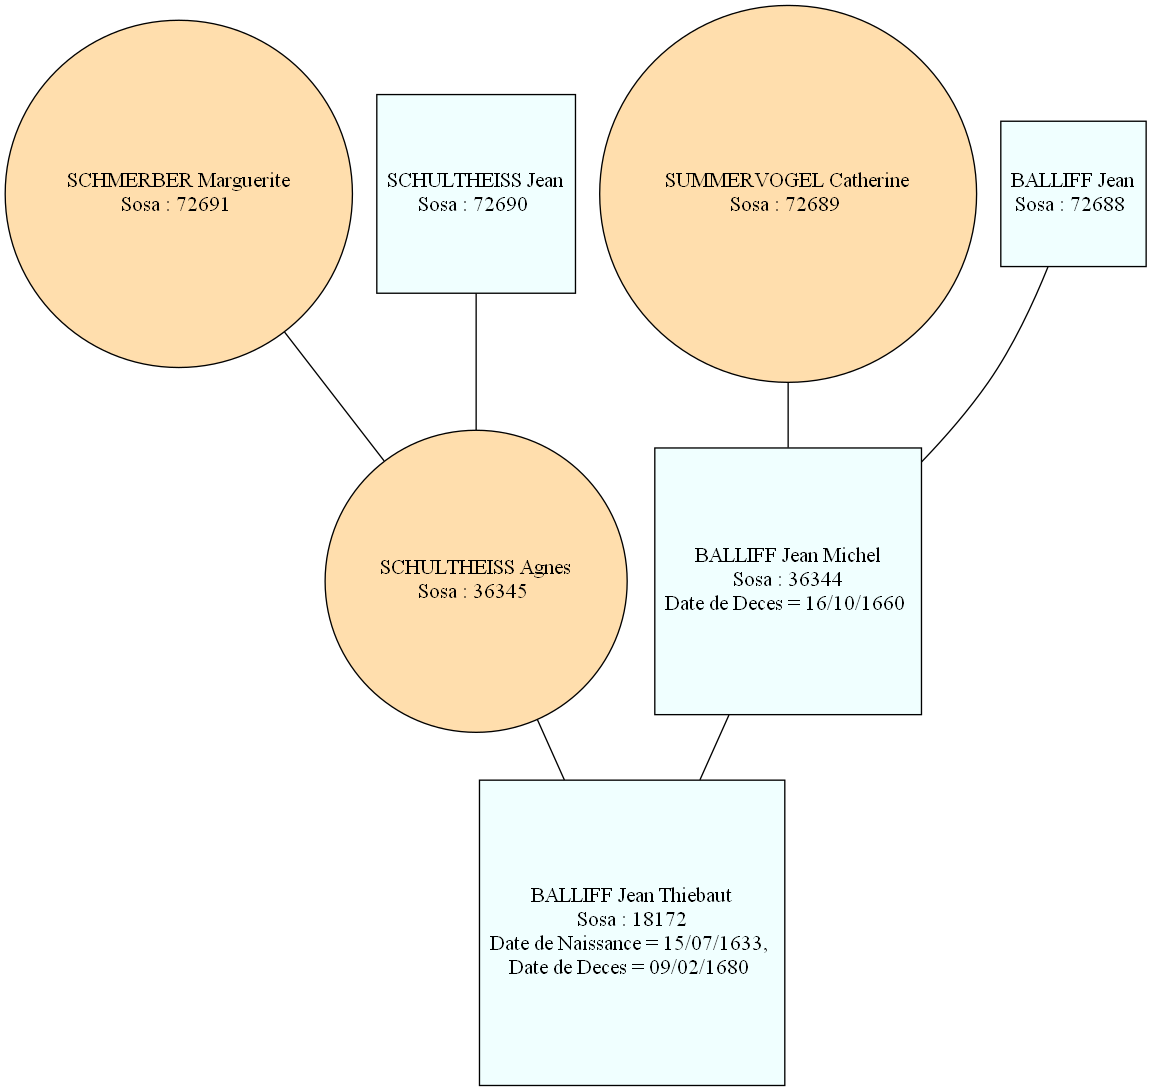 SCHMERBER Marguerite
Sosa : 72691
SCHULTHEISS Jean
Sosa : 72690
SUMMERVOGEL Catherine
Sosa : 72689
BALLIFF Jean
Sosa : 72688
SCHULTHEISS Agnes
Sosa : 36345
BALLIFF Jean Michel
Sosa : 36344
Date de Deces = 16/10/1660
BALLIFF Jean Thiebaut
Sosa : 18172
Date de Naissance = 15/07/1633,
Date de Deces = 09/02/1680